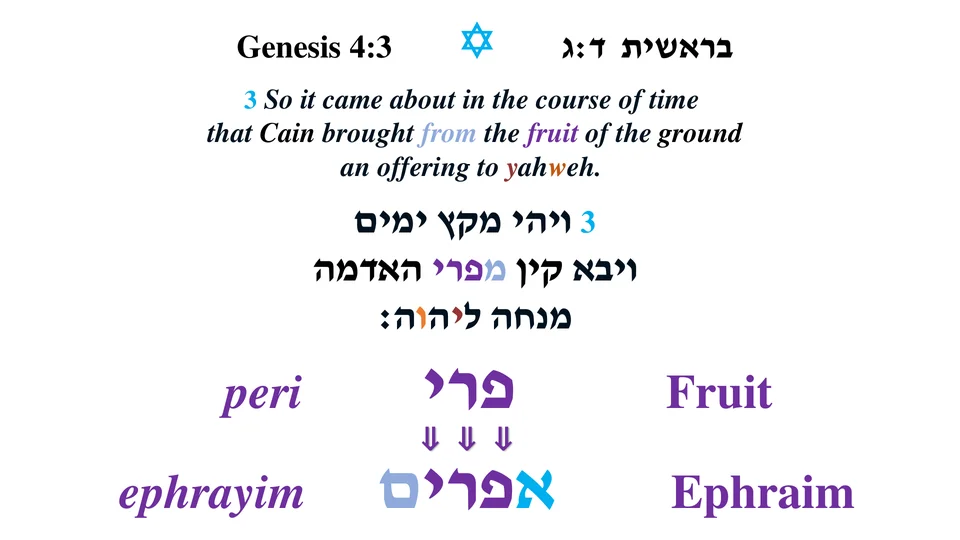 Genesis 4:3 ✡ בראשית ד:ג
3 So it came about in the course of time
that Cain brought from the fruit of the ground
an offering to yahweh.
3 ויהי מקץ ימים
ויבא קין מפרי האדמה
מנחה ליהוה:
peri פרי Fruit
⇓ ⇓ ⇓
ephrayim אפרים Ephraim